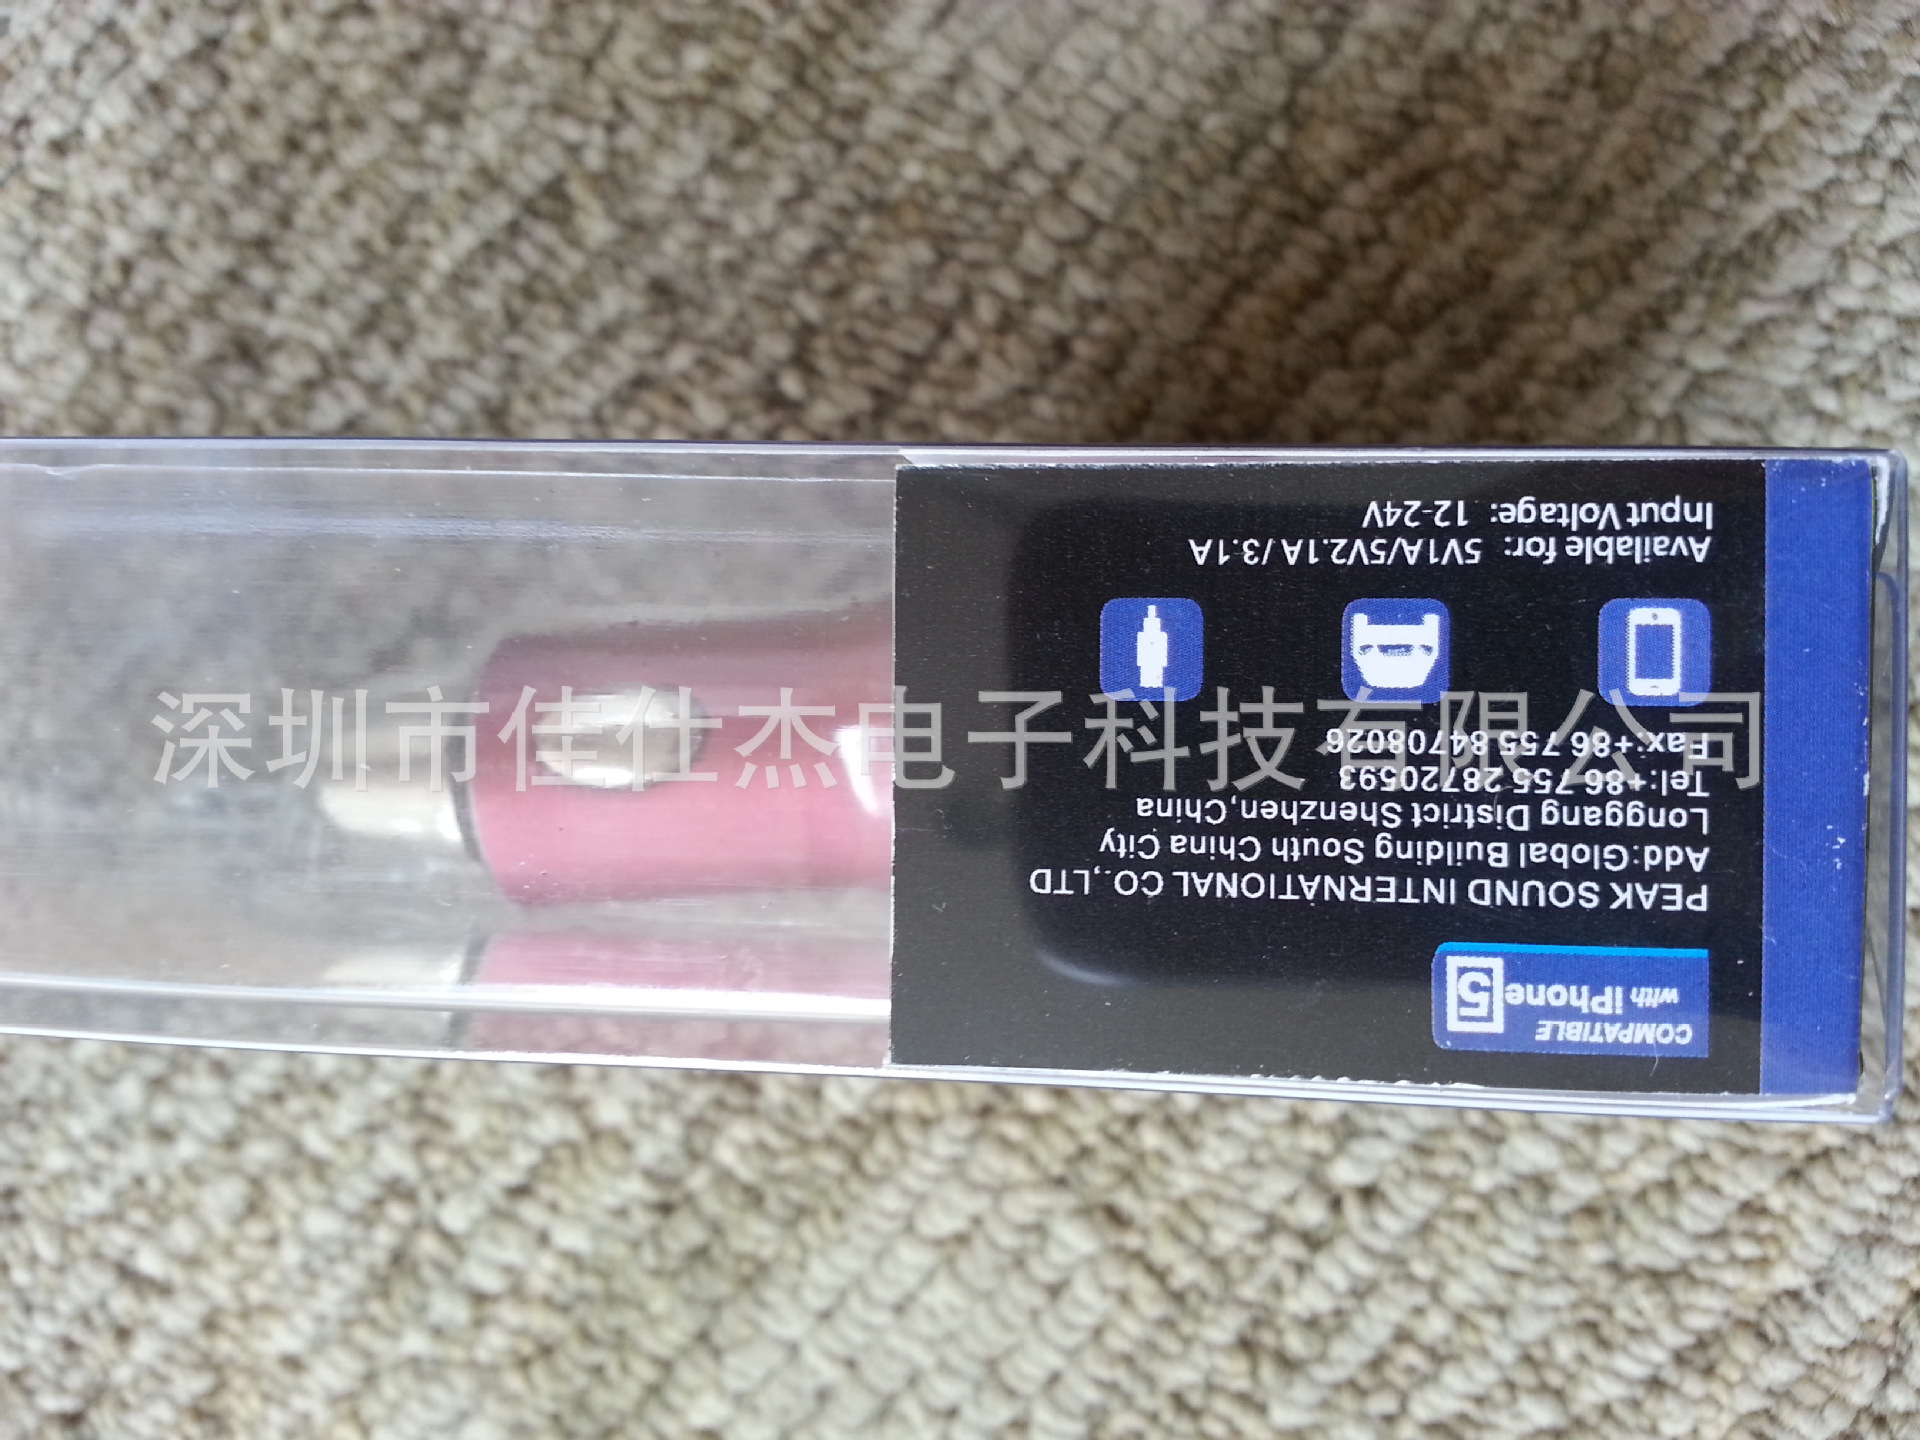 COMPATIBLE
with iPhone 5
PEAK SOUND INTERNATIONAL CO.,LTD
Add:Global Building South China City
Longgang District Shenzhen,China
Tel:+86 755 28720593
Fax:+86 755 84708026
Available for: 5V1A/5V2.1A /3.1A
Input Voltage: 12-24V
深圳市佳仕杰电子科技有限公司